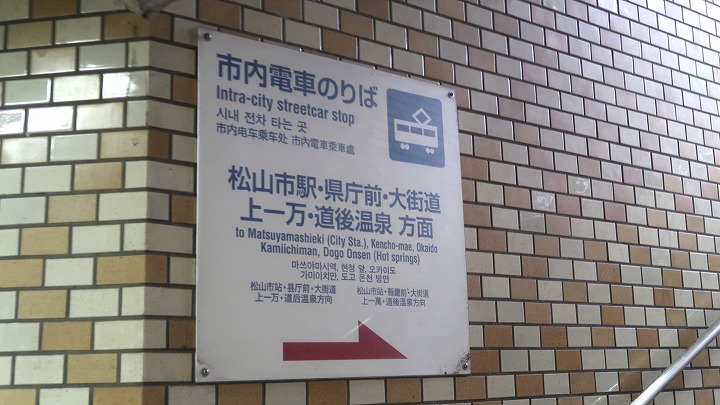 市内電車のりば
Intra-city streetcar stop
시내 전차 타는 곳
市内电车乘车处 市內電車乘車處
松山市駅・県庁前・大街道
上一万・道後温泉 方面
to Matsuyamashieki (City Sta.), Kencho-mae, Okaido
Kamiichiman, Dogo Onsen (Hot springs)
마쓰야마시역, 현청 앞, 오카이도
가미이치만, 도고 온천 방면
松山市站・县厅前・大街道
上一万・道后温泉方向
松山市站・縣廳前・大街道
上一萬・道後溫泉方向